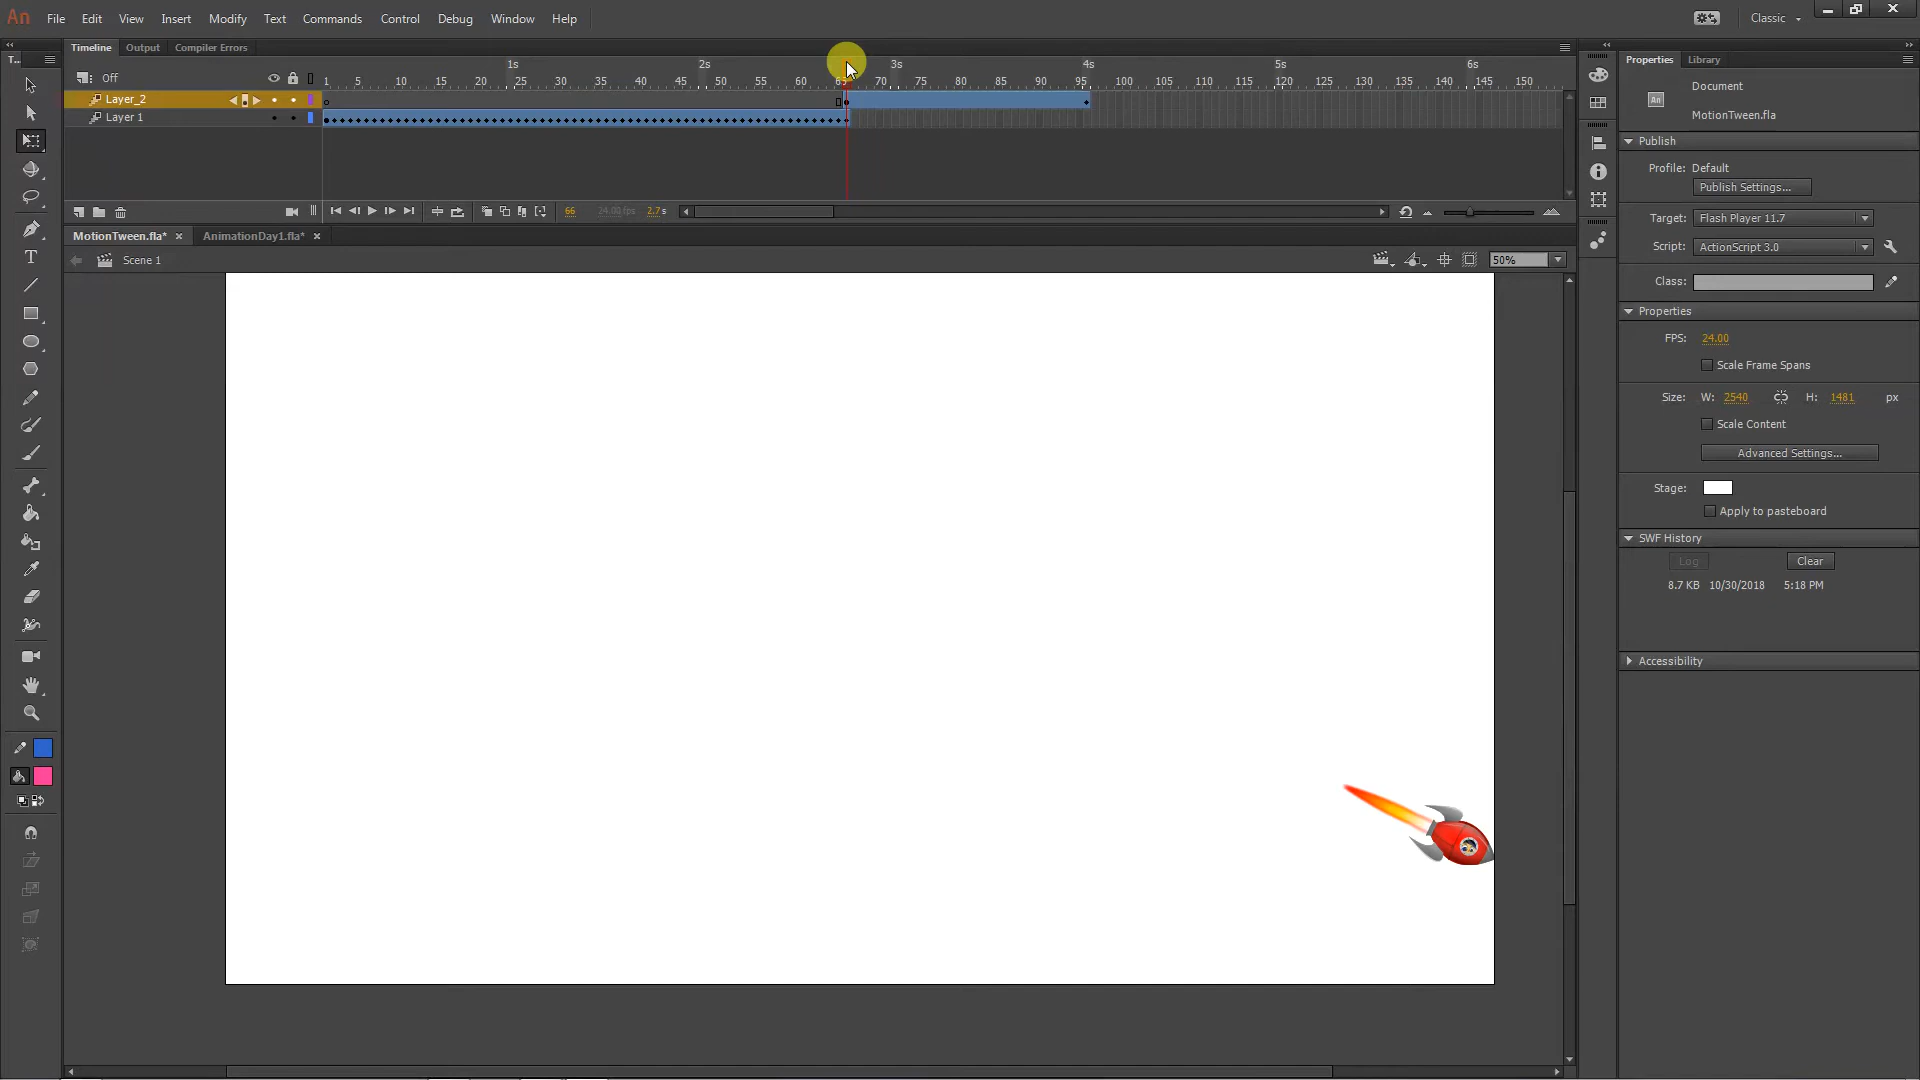 An File Edit View Insert Modify Text Commands Control Debug Window Help Classic
Timeline Output Compiler Errors
T... Off
1s 2s 3s 4s 5s 6s
1 5 10 15 20 25 30 35 40 45 50 55 60 65 70 75 80 85 90 95 100 105 110 115 120 125 130 135 140 145 150
Layer_2
Layer 1
66 24.00 fps 2.7 s
MotionTween.fla* AnimationDay1.fla*
Scene 1 50%
T
Properties Library
Document
An
MotionTween.fla
Publish
Profile: Default
Publish Settings...
Target: Flash Player 11.7
Script: ActionScript 3.0
Class:
Properties
FPS: 24.00
Scale Frame Spans
Size: W: 2540 H: 1481 px
Scale Content
Advanced Settings...
Stage:
Apply to pasteboard
SWF History
Log Clear
8.7 KB 10/30/2018 5:18 PM
Accessibility